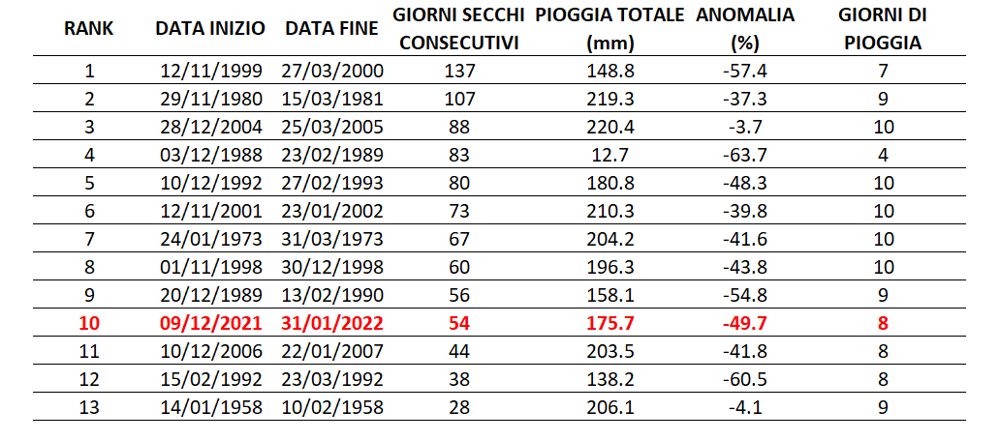 RANK DATA INIZIO DATA FINE GIORNI SECCHI CONSECUTIVI PIOGGIA TOTALE (mm) ANOMALIA (%) GIORNI DI PIOGGIA
1 12/11/1999 27/03/2000 137 148.8 -57.4 7
2 29/11/1980 15/03/1981 107 219.3 -37.3 9
3 28/12/2004 25/03/2005 88 220.4 -3.7 10
4 03/12/1988 23/02/1989 83 12.7 -63.7 4
5 10/12/1992 27/02/1993 80 180.8 -48.3 10
6 12/11/2001 23/01/2002 73 210.3 -39.8 10
7 24/01/1973 31/03/1973 67 204.2 -41.6 10
8 01/11/1998 30/12/1998 60 196.3 -43.8 10
9 20/12/1989 13/02/1990 56 158.1 -54.8 9
10 09/12/2021 31/01/2022 54 175.7 -49.7 8
11 10/12/2006 22/01/2007 44 203.5 -41.8 8
12 15/02/1992 23/03/1992 38 138.2 -60.5 8
13 14/01/1958 10/02/1958 28 206.1 -4.1 9